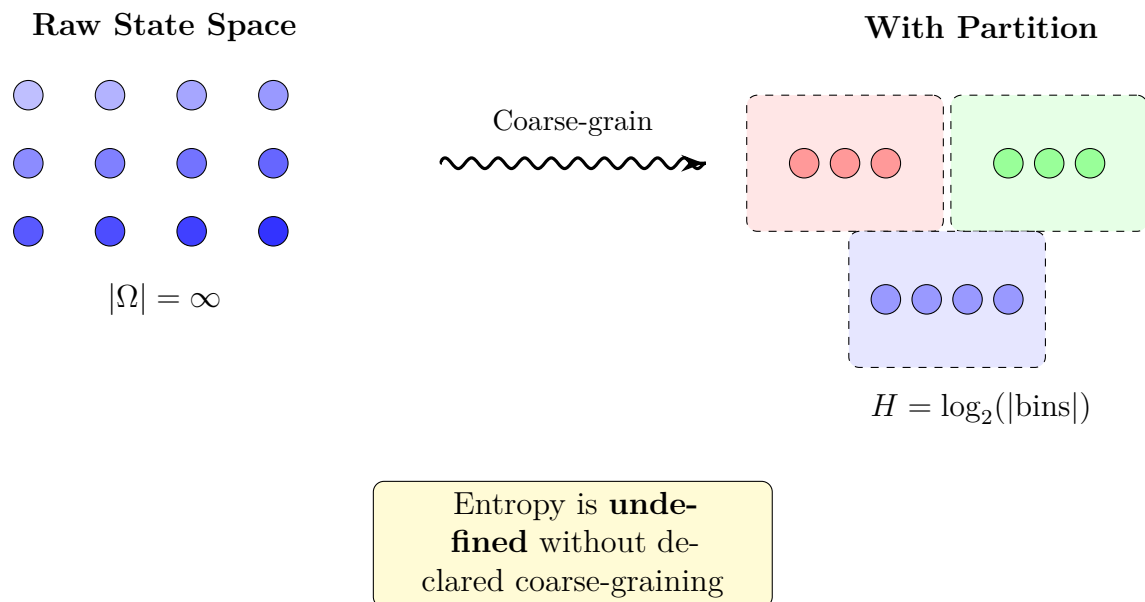 Raw State Space
With Partition
Coarse-grain
|Ω| = ∞
H = log₂(|bins|)
Entropy is unde-
fined without de-
clared coarse-graining